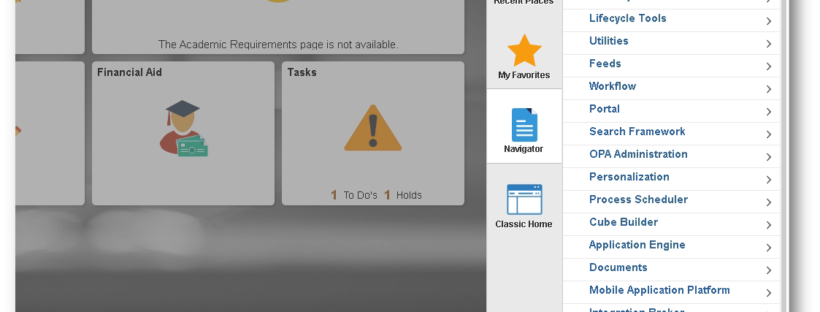 The Academic Requirements page is not available.
Financial Aid
Tasks
1 To Do's 1 Holds
Recent Places
My Favorites
Navigator
Classic Home
Lifecycle Tools
Utilities
Feeds
Workflow
Portal
Search Framework
OPA Administration
Personalization
Process Scheduler
Cube Builder
Application Engine
Documents
Mobile Application Platform
Integration Broker